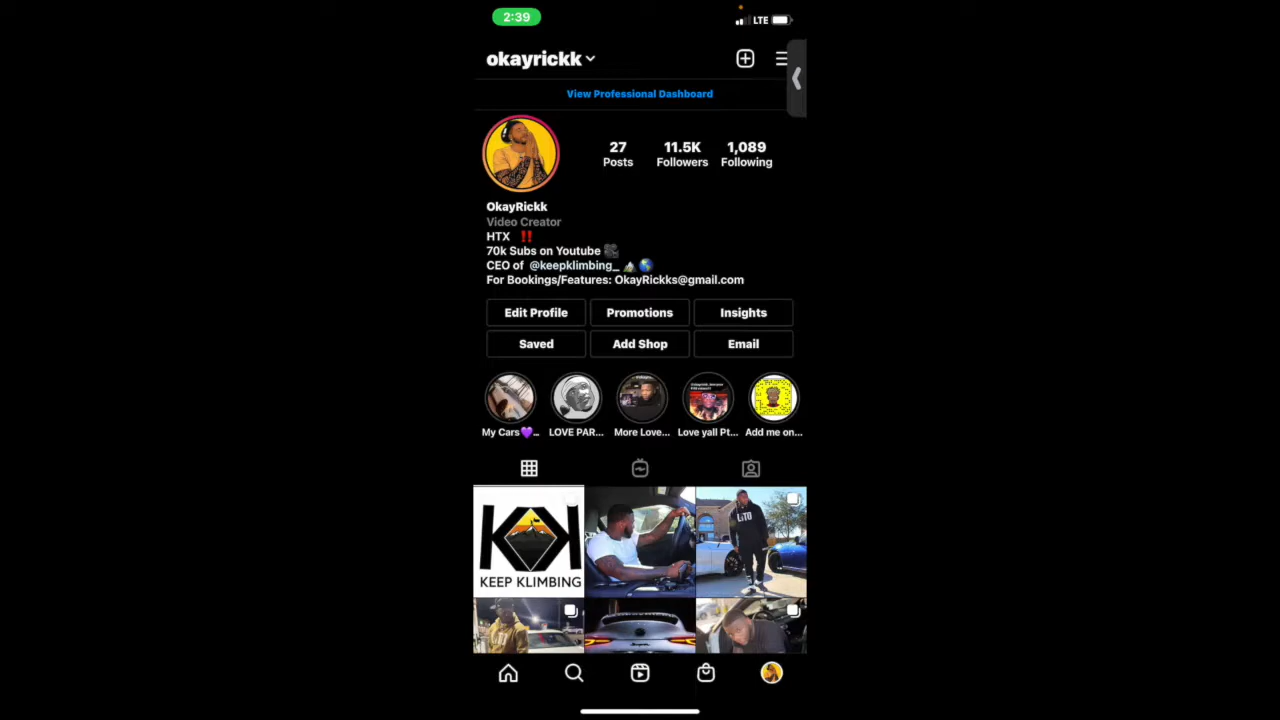 2:39
LTE
okayrickk
View Professional Dashboard
27 11.5K 1,089
Posts Followers Following
OkayRickk
Video Creator
HTX ‼️
70k Subs on Youtube 🎥
CEO of @keepklimbing_ ⛰️🌎
For Bookings/Features: OkayRickks@gmail.com
Edit Profile Promotions Insights
Saved Add Shop Email
My Cars💜... LOVE PAR... More Love... Love yall Pt... Add me on...
LITO
KEEP KLIMBING